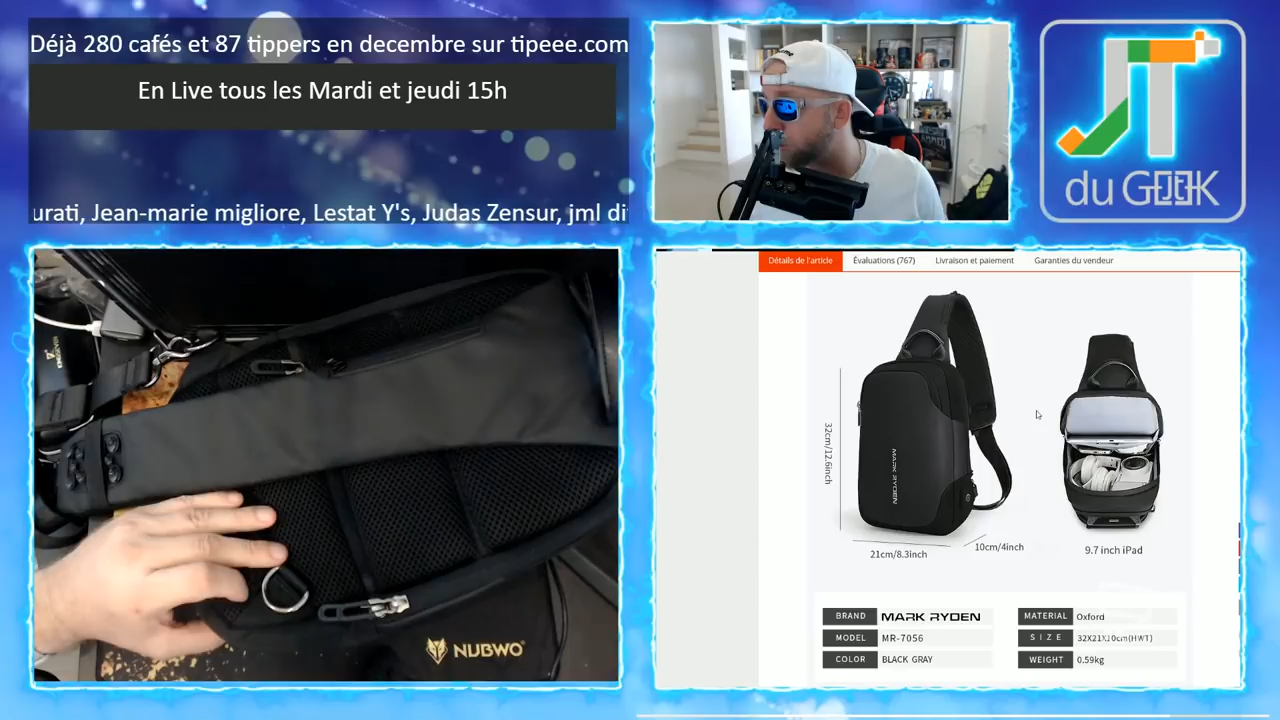 Déjà 280 cafés et 87 tippers en decembre sur tipeee.com
En Live tous les Mardi et jeudi 15h
urati, Jean-marie migliore, Lestat Y's, Judas Zensur, jml di
JT
du GEEK
NUBWO
Détails de l'article
Évaluations (767)
Livraison et paiement
Garanties du vendeur
32cm/12.6inch
MARK RYDEN
21cm/8.3inch
10cm/4inch
9.7 inch iPad
BRAND MARK RYDEN
MATERIAL Oxford
MODEL MR-7056
SIZE 32X21X10cm(HWT)
COLOR BLACK GRAY
WEIGHT 0.59kg